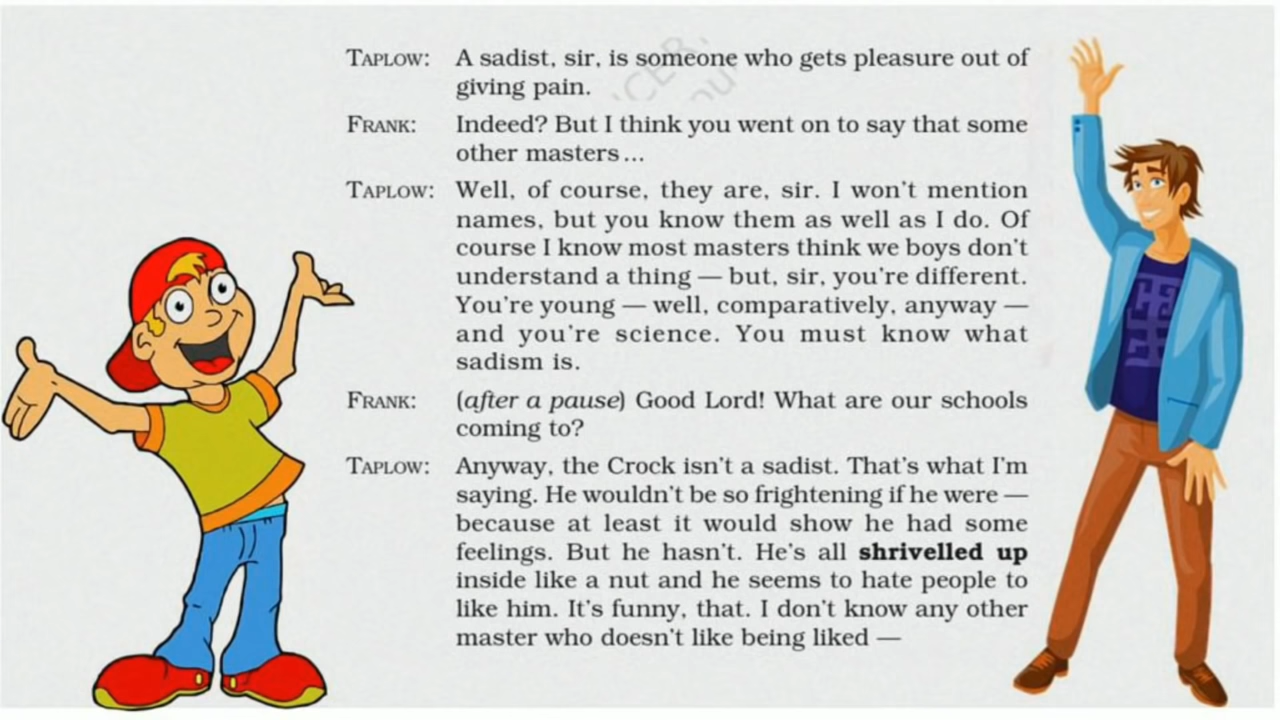 TAPLOW: A sadist, sir, is someone who gets pleasure out of
giving pain.
FRANK: Indeed? But I think you went on to say that some
other masters...
TAPLOW: Well, of course, they are, sir. I won't mention
names, but you know them as well as I do. Of
course I know most masters think we boys don't
understand a thing — but, sir, you're different.
You're young — well, comparatively, anyway —
and you're science. You must know what
sadism is.
FRANK: (after a pause) Good Lord! What are our schools
coming to?
TAPLOW: Anyway, the Crock isn't a sadist. That's what I'm
saying. He wouldn't be so frightening if he were —
because at least it would show he had some
feelings. But he hasn't. He's all shrivelled up
inside like a nut and he seems to hate people to
like him. It's funny, that. I don't know any other
master who doesn't like being liked —